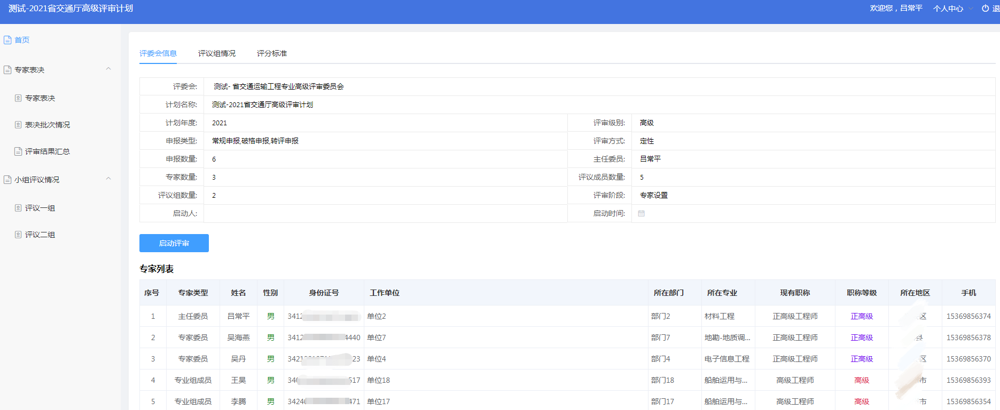 测试-2021省交通厅高级评审计划
欢迎您，吕常平 个人中心 退
首页
专家表决
专家表决
表决批次情况
评审结果汇总
小组评议情况
评议一组
评议二组
评委会信息 评议组情况 评分标准
评委会: 测试- 省交通运输工程专业高级评审委员会
计划名称: 测试-2021省交通厅高级评审计划
计划年度: 2021 评审级别: 高级
申报类型: 常规申报,破格申报,转评申报 评审方式: 定性
申报数量: 6 主任委员: 吕常平
专家数量: 3 评议成员数量: 5
评议组数量: 2 评审阶段: 专家设置
启动人: 启动时间:
启动评审
专家列表
序号 专家类型 姓名 性别 身份证号 工作单位 所在部门 所在专业 现有职称 职称等级 所在地区 手机
1 主任委员 吕常平 男 341 单位2 部门2 材料工程 正高级工程师 正高级 区 15369856374
2 专家委员 吴海燕 男 341 4440 单位7 部门7 地勘-地质调... 正高级工程师 正高级 县 15369856378
3 专家委员 吴丹 男 342 23 单位4 部门4 电子信息工程 正高级工程师 正高级 区 15369856370
4 专业组成员 王昊 男 340 517 单位18 部门18 船舶运用与... 高级工程师 高级 市 15369856393
5 专业组成员 李腾 男 3424 471 单位17 部门17 船舶运用与... 高级工程师 高级 市 15369856354